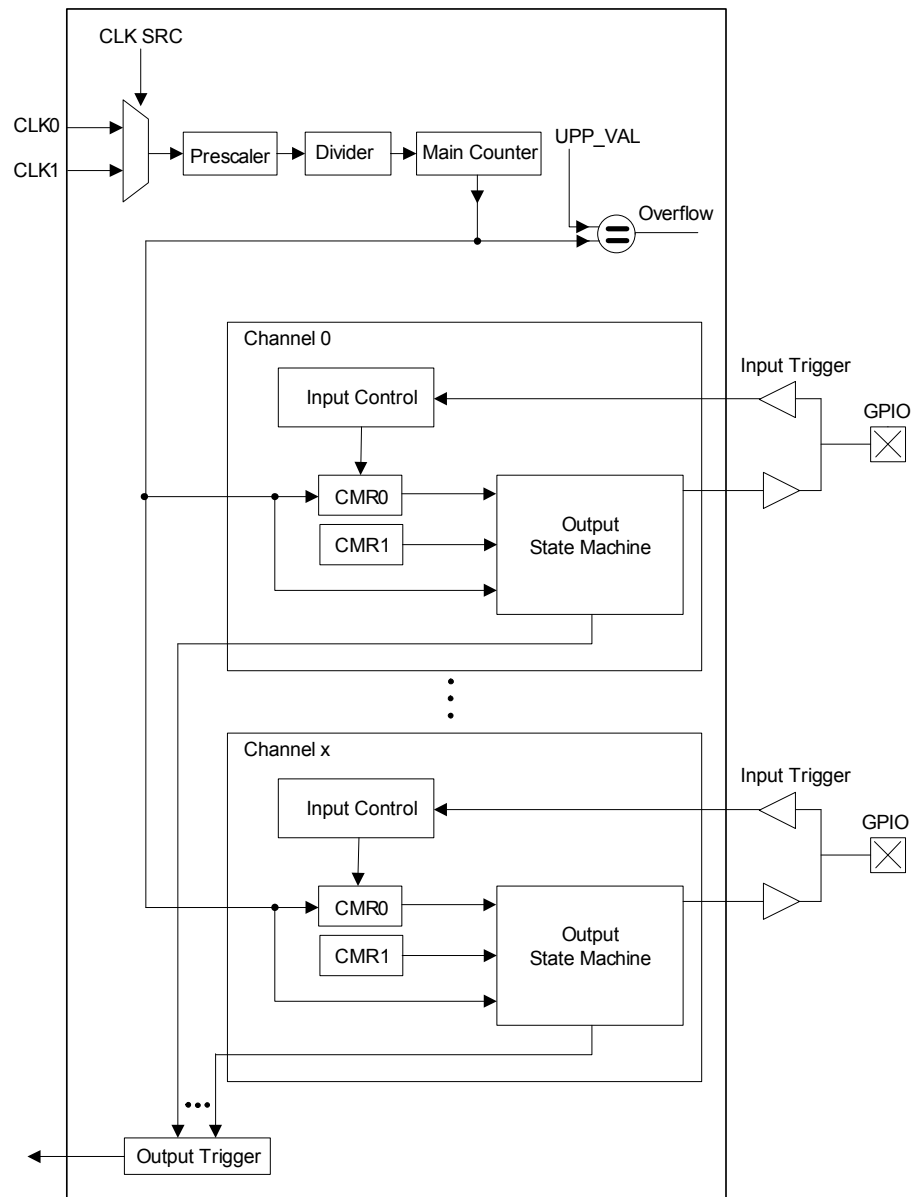 CLK SRC
CLK0
CLK1
Prescaler
Divider
Main Counter
UPP_VAL
Overflow
Channel 0
Input Control
Input Trigger
GPIO
CMR0
CMR1
Output
State Machine
Channel x
Input Control
Input Trigger
GPIO
CMR0
CMR1
Output
State Machine
Output Trigger